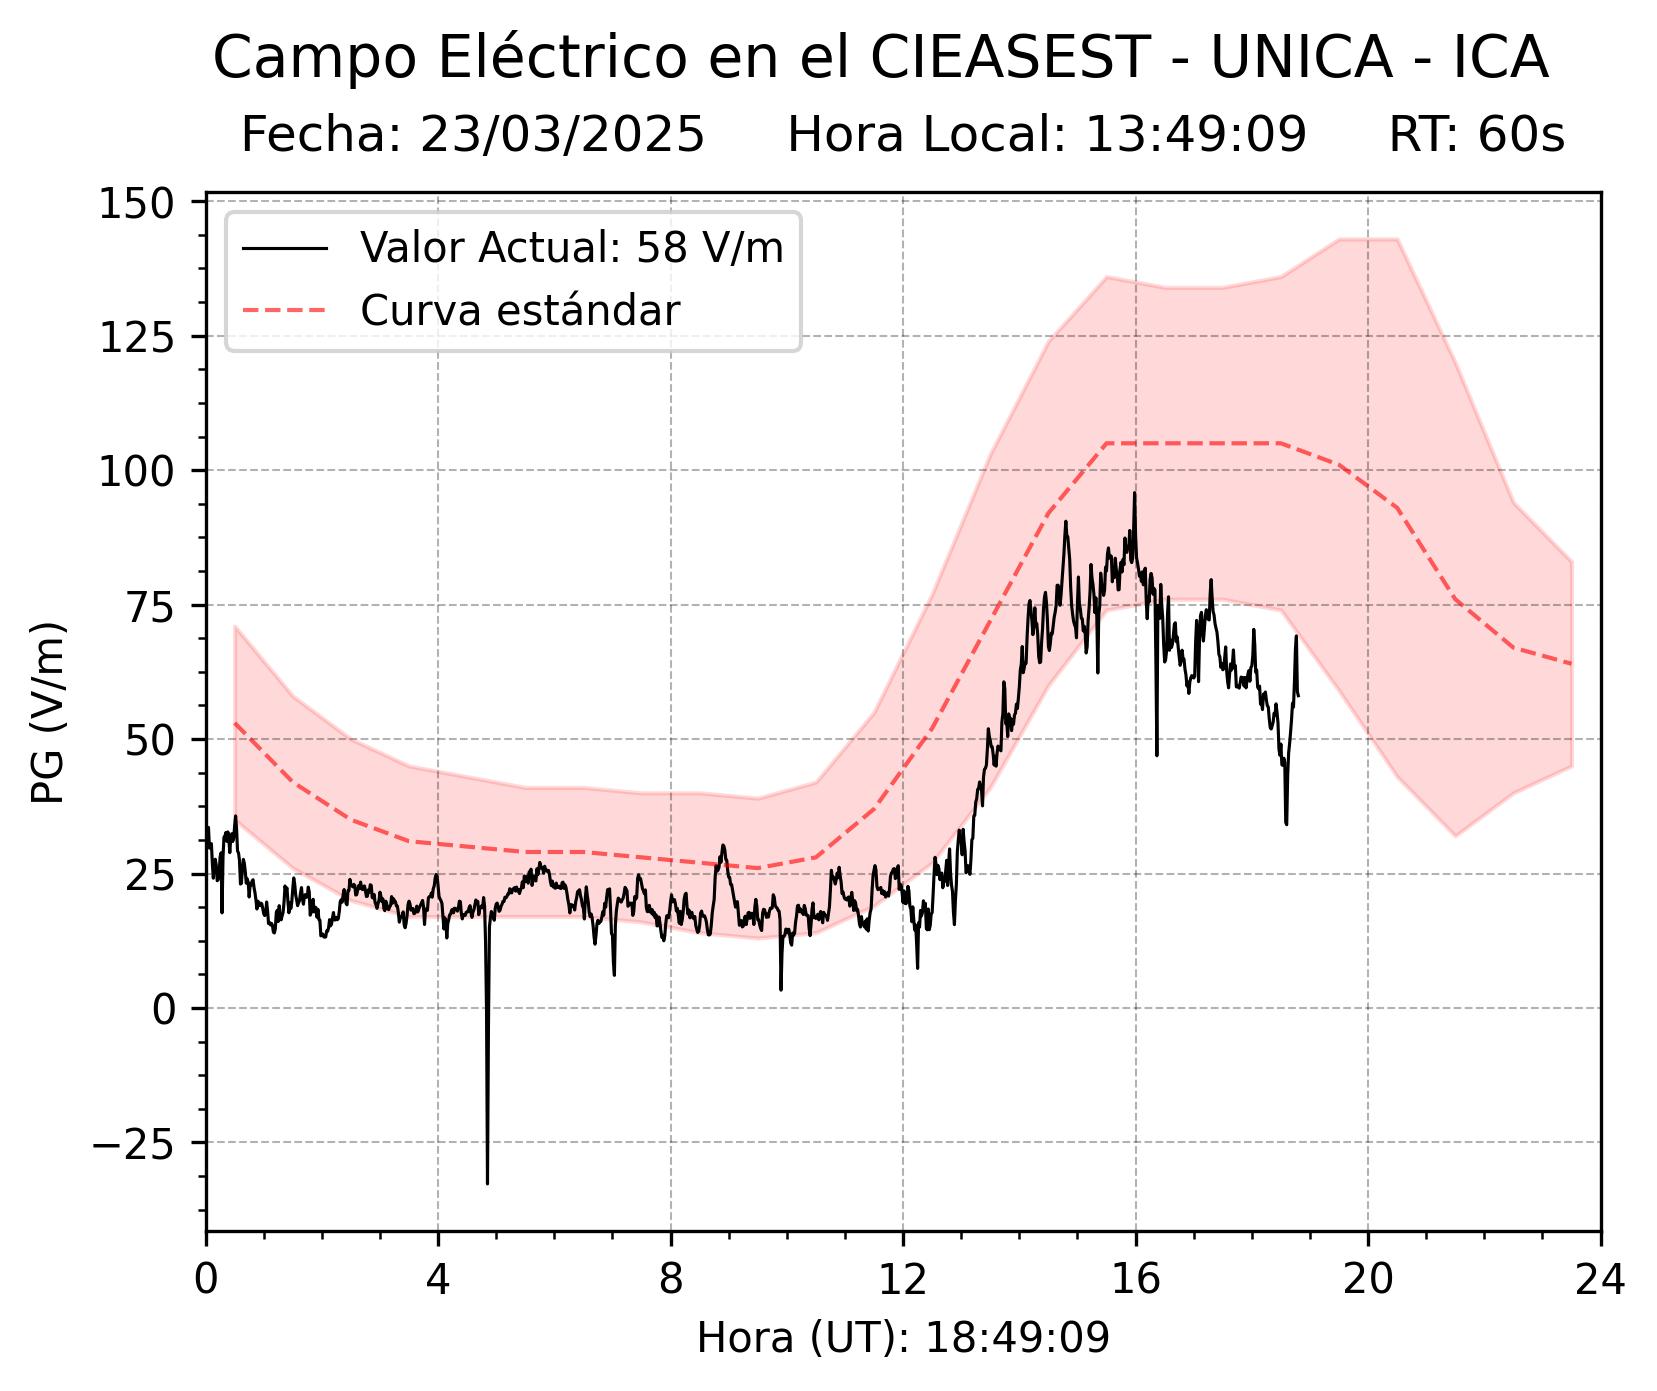 Campo Eléctrico en el CIEASEST - UNICA - ICA
Fecha: 23/03/2025 Hora Local: 13:49:09 RT: 60s
Valor Actual: 58 V/m
Curva estándar
150
125
100
75
50
25
0
−25
PG (V/m)
0 4 8 12 16 20 24
Hora (UT): 18:49:09